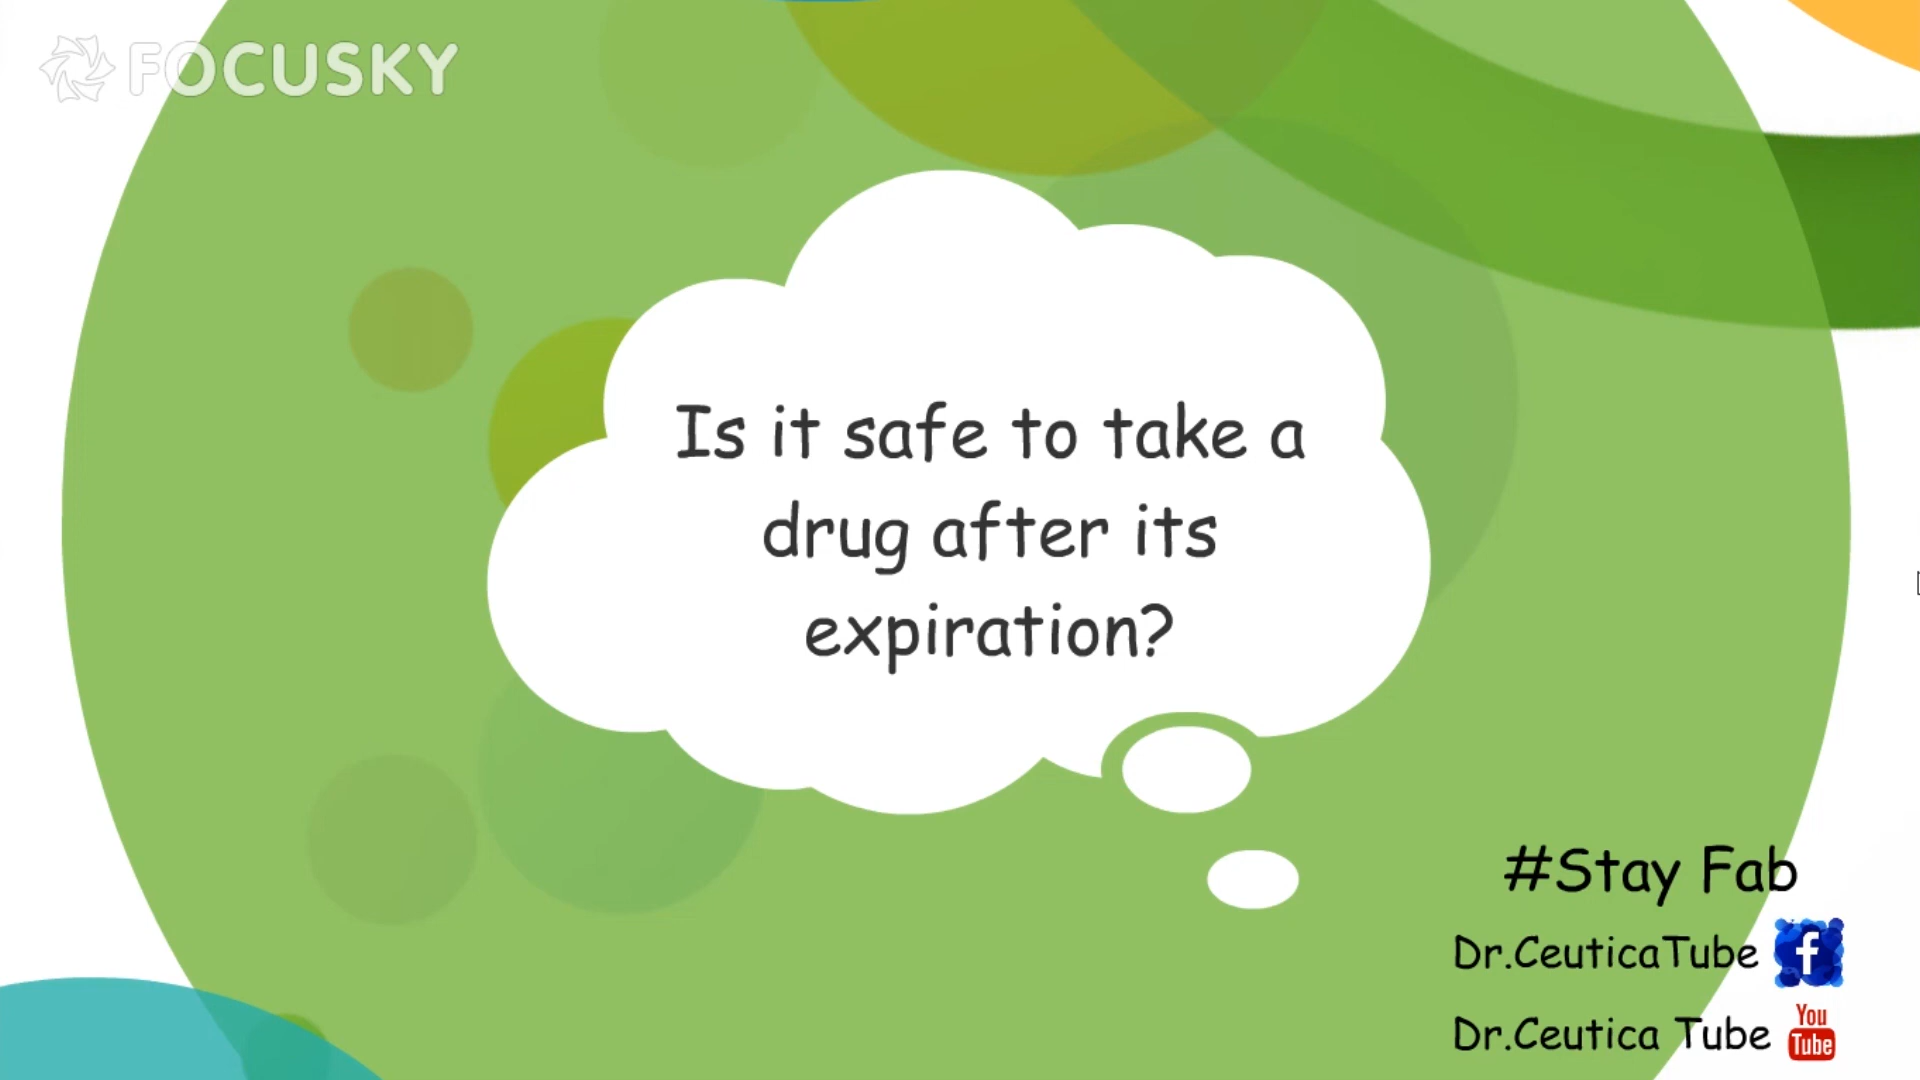 FOCUSKY
Is it safe to take a
drug after its
expiration?
#Stay Fab
Dr.CeuticaTube f
Dr.Ceutica Tube You
Tube